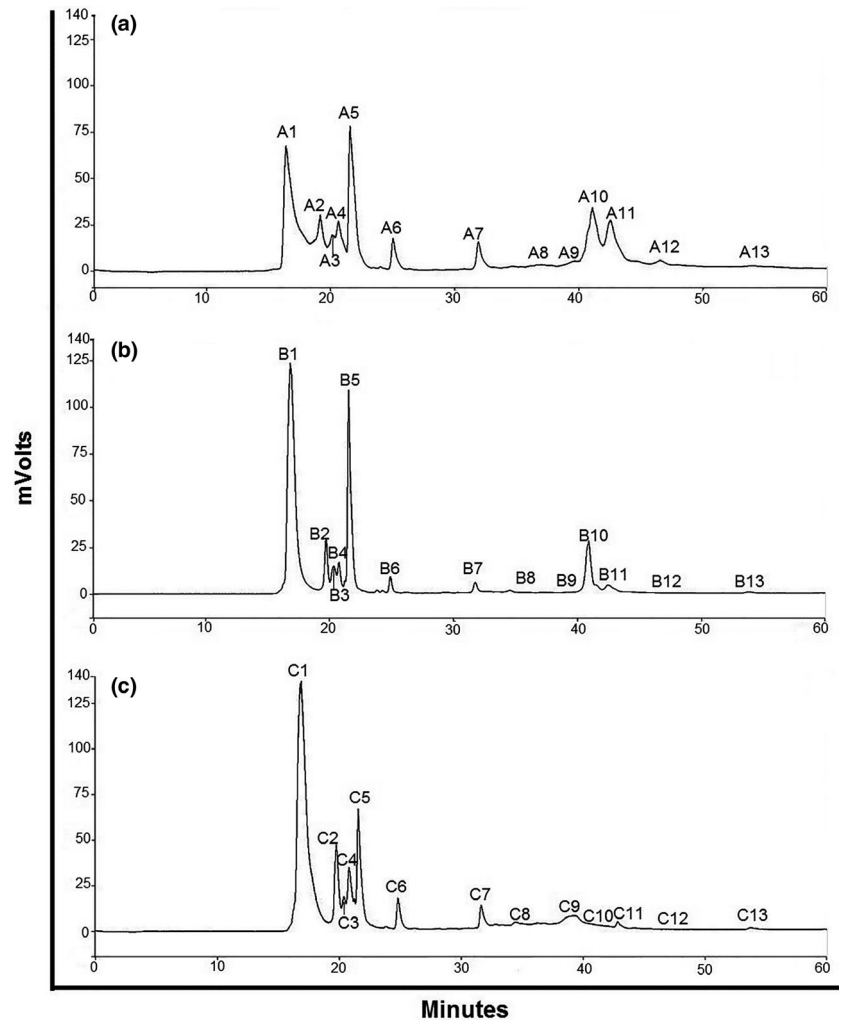 (a)
140
125
100
75
50
25
0
A1
A2
A3
A4
A5
A6
A7
A8
A9
A10
A11
A12
A13
0 10 20 30 40 50 60
(b)
140
125
100
75
50
25
0
B1
B2
B3
B4
B5
B6
B7
B8
B9
B10
B11
B12
B13
0 10 20 30 40 50 60
(c)
140
125
100
75
50
25
0
C1
C2
C3
C4
C5
C6
C7
C8
C9
C10
C11
C12
C13
0 10 20 30 40 50 60
mVolts
Minutes